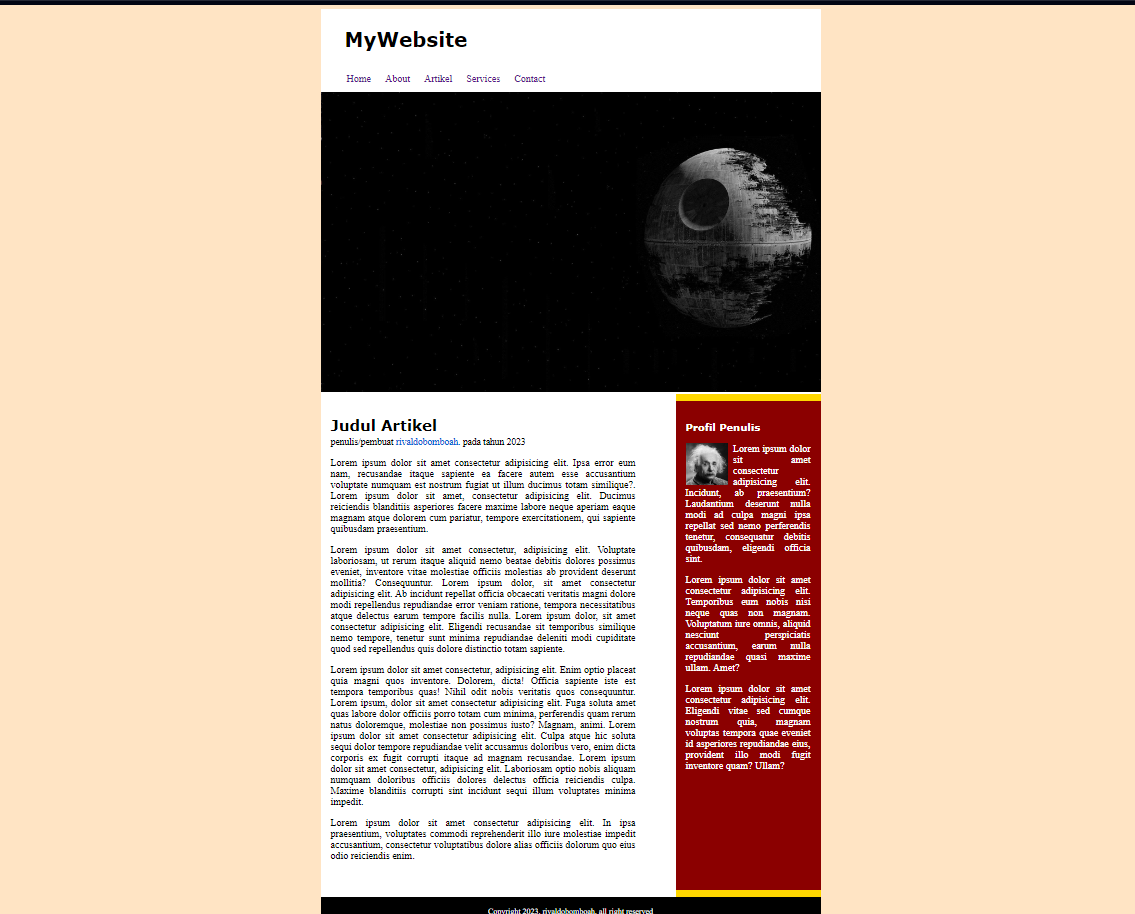 MyWebsite
Home About Artikel Services Contact
Judul Artikel
penulis/pembuat rivaldobomboah. pada tahun 2023
Lorem ipsum dolor sit amet consectetur adipisicing elit. Ipsa error eum
nam, recusandae itaque sapiente ea facere autem esse accusantium
voluptate numquam est nostrum fugiat ut illum ducimus totam similique?.
Lorem ipsum dolor sit amet, consectetur adipisicing elit. Ducimus
reiciendis blanditiis asperiores facere maxime labore neque aperiam eaque
magnam atque dolorem cum pariatur, tempore exercitationem, qui sapiente
quibusdam praesentium.
Lorem ipsum dolor sit amet consectetur, adipisicing elit. Voluptate
laboriosam, ut rerum itaque aliquid nemo beatae debitis dolores possimus
eveniet, inventore vitae molestiae officiis molestias ab provident deserunt
mollitia? Consequuntur. Lorem ipsum dolor, sit amet consectetur
adipisicing elit. Ab incidunt repellat officia obcaecati veritatis magni dolore
modi repellendus repudiandae error veniam ratione, tempora necessitatibus
atque delectus earum tempore facilis nulla. Lorem ipsum dolor, sit amet
consectetur adipisicing elit. Eligendi recusandae sit temporibus similique
nemo tempore, tenetur sunt minima repudiandae deleniti modi cupiditate
quod sed repellendus quis dolore distinctio totam sapiente.
Lorem ipsum dolor sit amet consectetur, adipisicing elit. Enim optio placeat
quia magni quos inventore. Dolorem, dicta! Officia sapiente iste est
tempora temporibus quas! Nihil odit nobis veritatis quos consequuntur.
Lorem ipsum, dolor sit amet consectetur adipisicing elit. Fuga soluta amet
quas labore dolor officiis porro totam cum minima, perferendis quam rerum
natus doloremque, molestiae non possimus iusto? Magnam, animi. Lorem
ipsum dolor sit amet consectetur adipisicing elit. Culpa atque hic soluta
sequi dolor tempore repudiandae velit accusamus doloribus vero, enim dicta
corporis ex fugit corrupti itaque ad magnam recusandae. Lorem ipsum
dolor sit amet consectetur, adipisicing elit. Laboriosam optio nobis aliquam
numquam doloribus officiis dolores delectus officia reiciendis culpa.
Maxime blanditiis corrupti sint incidunt sequi illum voluptates minima
impedit.
Lorem ipsum dolor sit amet consectetur adipisicing elit. In ipsa
praesentium, voluptates commodi reprehenderit illo iure molestiae impedit
accusantium, consectetur voluptatibus dolore alias officiis dolorum quo eius
odio reiciendis enim.
Profil Penulis
Lorem ipsum dolor
sit amet
consectetur
adipisicing elit.
Incidunt, ab praesentium?
Laudantium deserunt nulla
modi ad culpa magni ipsa
repellat sed nemo perferendis
tenetur, consequatur debitis
quibusdam, eligendi officia
sint.
Lorem ipsum dolor sit amet
consectetur adipisicing elit.
Temporibus eum nobis nisi
neque quas non magnam.
Voluptatum iure omnis, aliquid
nesciunt perspiciatis
accusantium, earum nulla
repudiandae quasi maxime
ullam. Amet?
Lorem ipsum dolor sit amet
consectetur adipisicing elit.
Eligendi vitae sed cumque
nostrum quia, magnam
voluptas tempora quae eveniet
id asperiores repudiandae eius,
provident illo modi fugit
inventore quam? Ullam?
Copyright 2023. rivaldobomboah. all right reserved